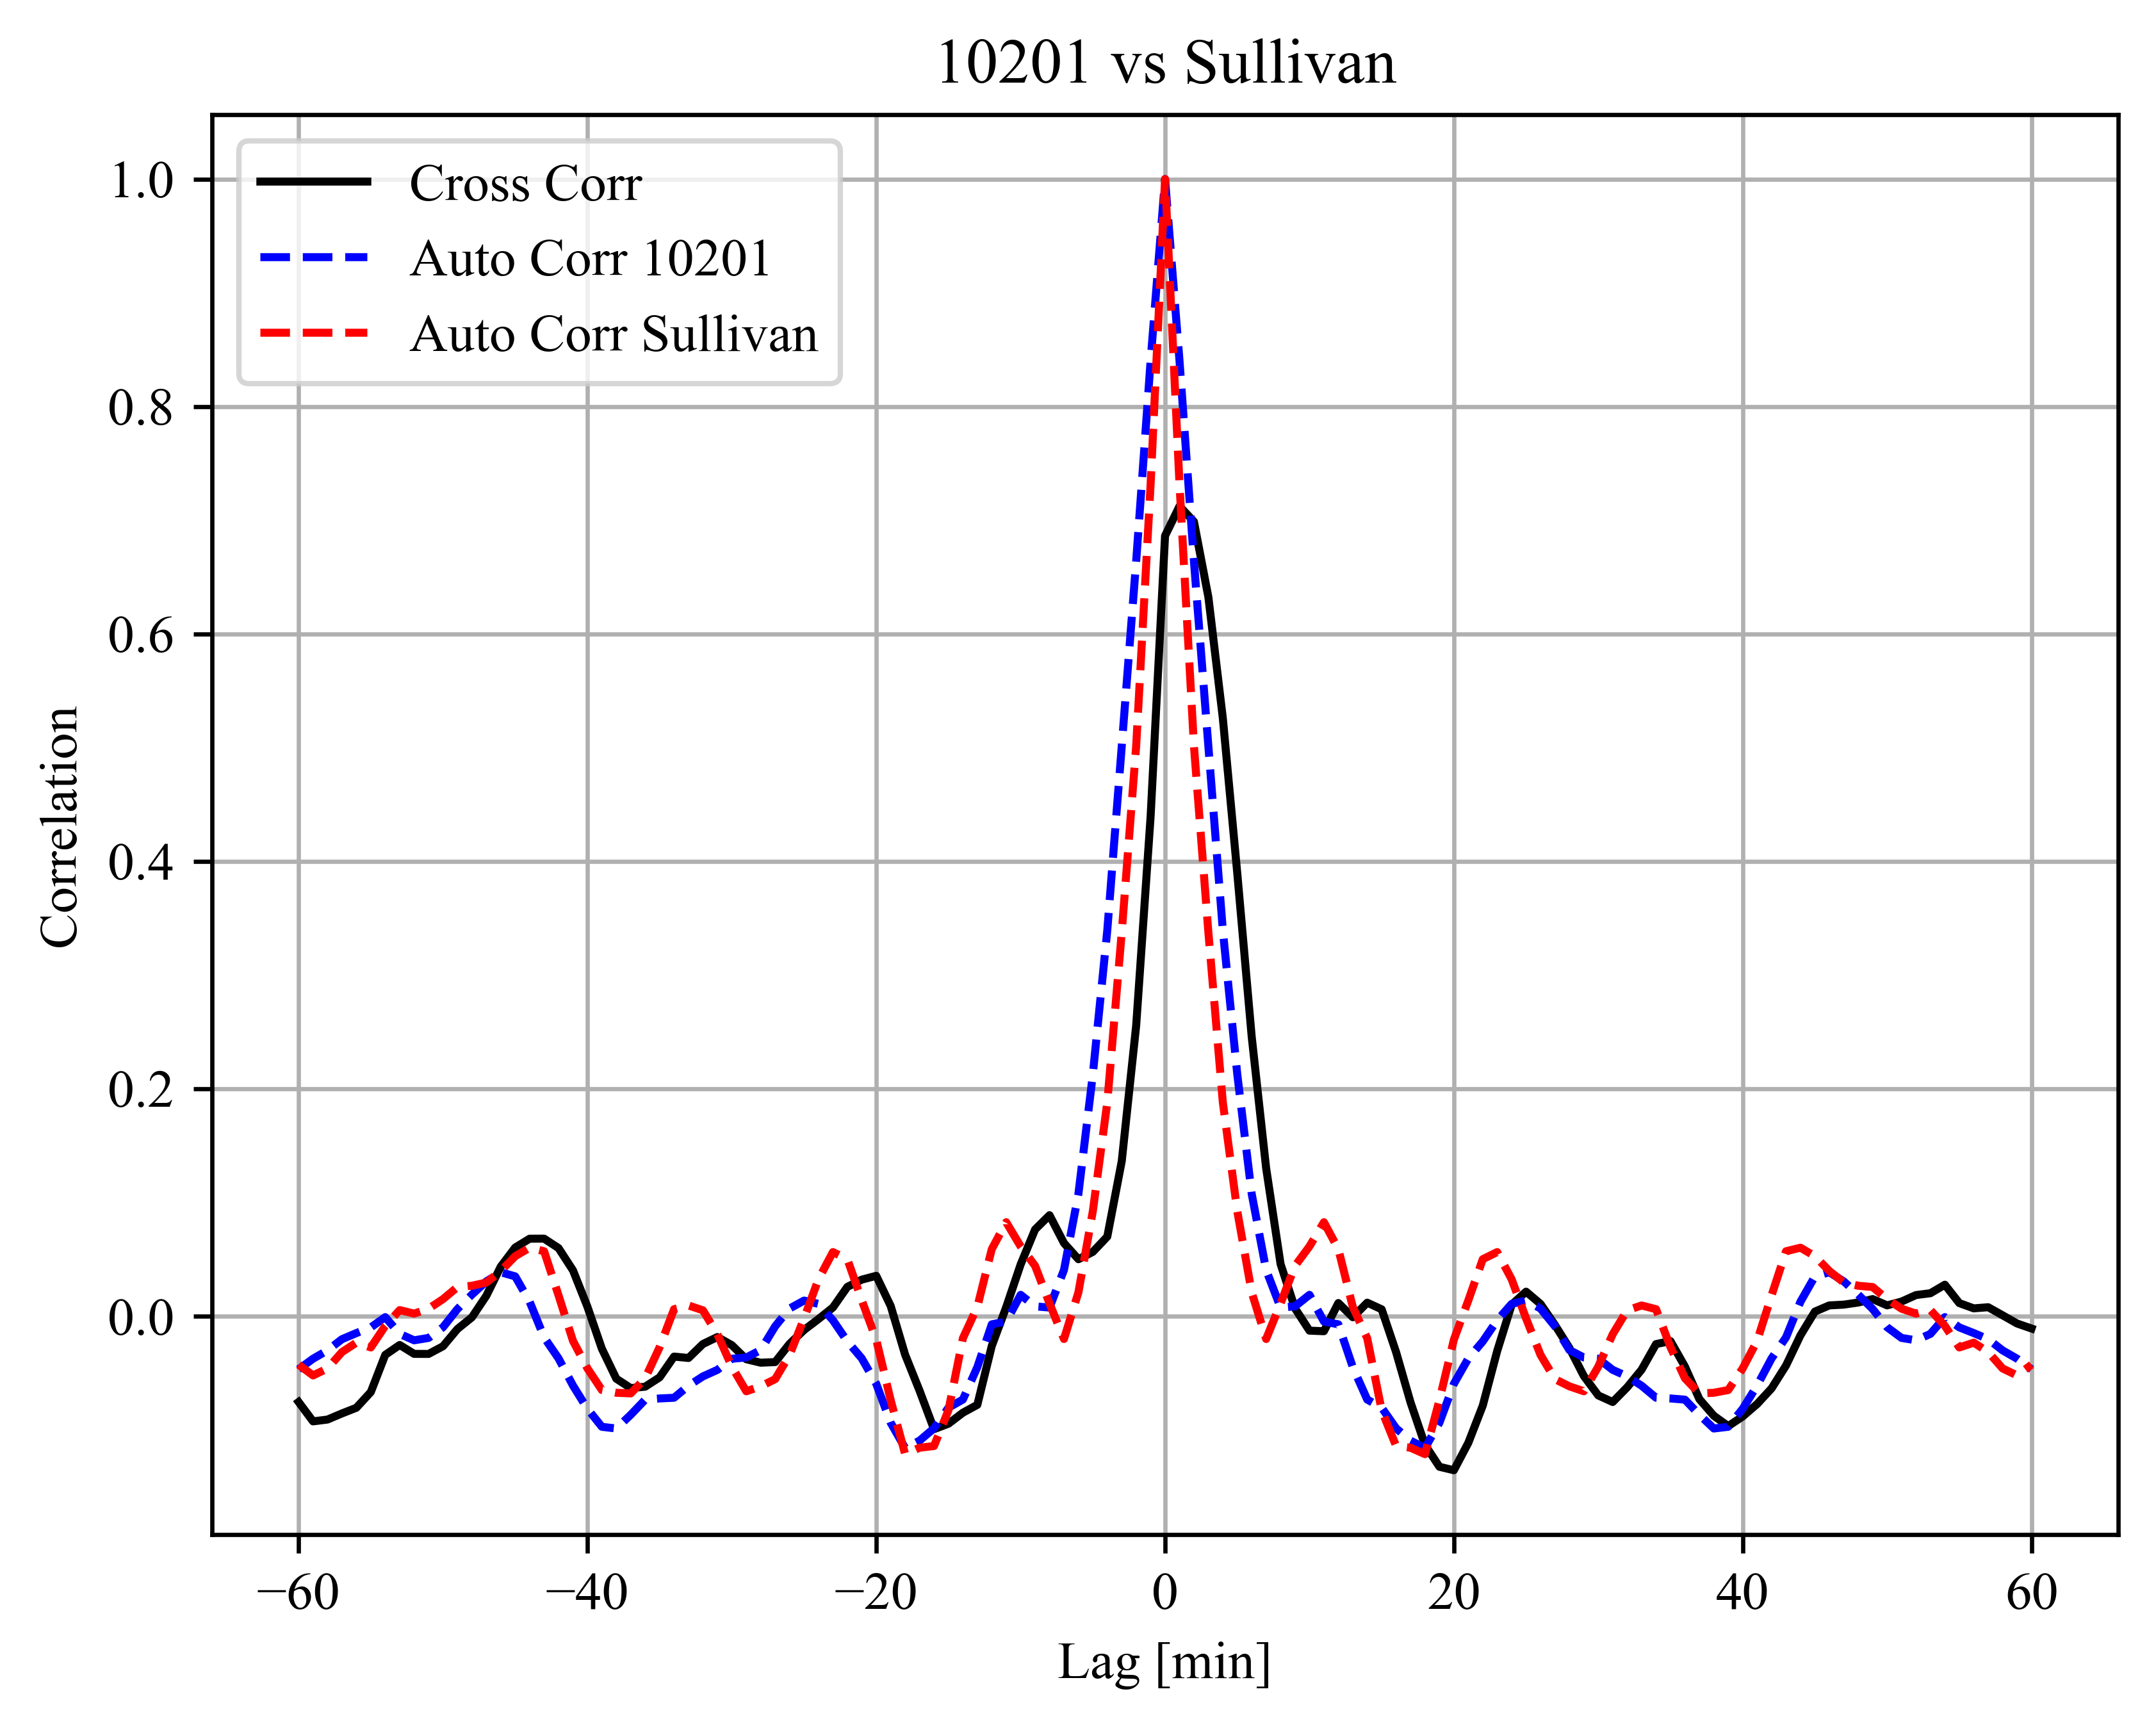 10201 vs Sullivan
Cross Corr
Auto Corr 10201
Auto Corr Sullivan
1.0
0.8
0.6
0.4
0.2
0.0
Correlation
−60 −40 −20 0 20 40 60
Lag [min]